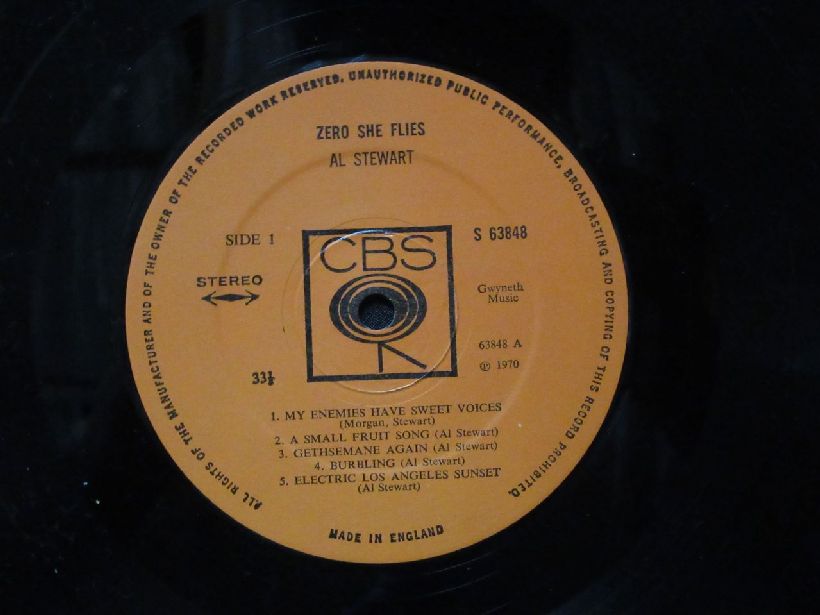 ALL RIGHTS OF THE MANUFACTURER AND OF THE OWNER OF THE RECORDED WORK RESERVED. UNAUTHORIZED PUBLIC PERFORMANCE, BROADCASTING AND COPYING OF THIS RECORD PROHIBITED.
ZERO SHE FLIES
AL STEWART
SIDE 1
S 63848
CBS
STEREO
Gwyneth
Music
63848 A
℗ 1970
33⅓
1. MY ENEMIES HAVE SWEET VOICES
(Morgan, Stewart)
2. A SMALL FRUIT SONG (Al Stewart)
3. GETHSEMANE AGAIN (Al Stewart)
4. BURBLING (Al Stewart)
5. ELECTRIC LOS ANGELES SUNSET
(Al Stewart)
MADE IN ENGLAND